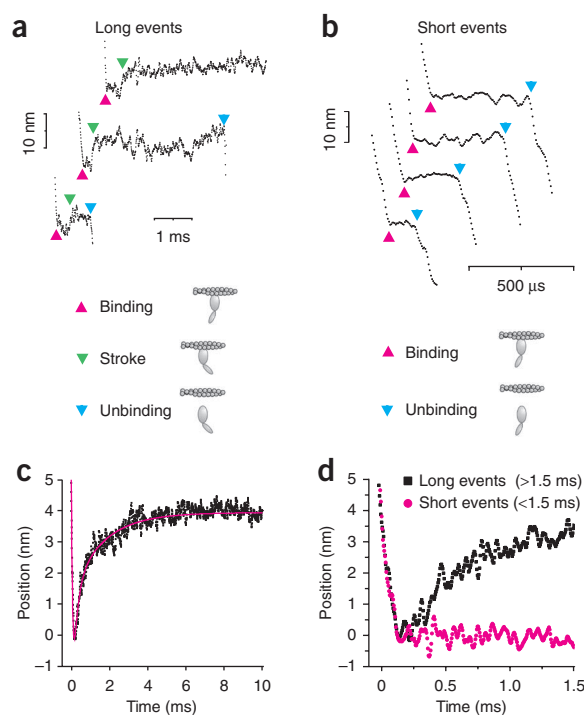 a
Long events
10 nm
1 ms
Binding
Stroke
Unbinding
b
Short events
10 nm
500 µs
Binding
Unbinding
c
5
4
3
2
1
0
−1
Position (nm)
0 2 4 6 8 10
Time (ms)
d
Long events (>1.5 ms)
Short events (<1.5 ms)
5
4
3
2
1
0
−1
Position (nm)
0 0.5 1.0 1.5
Time (ms)